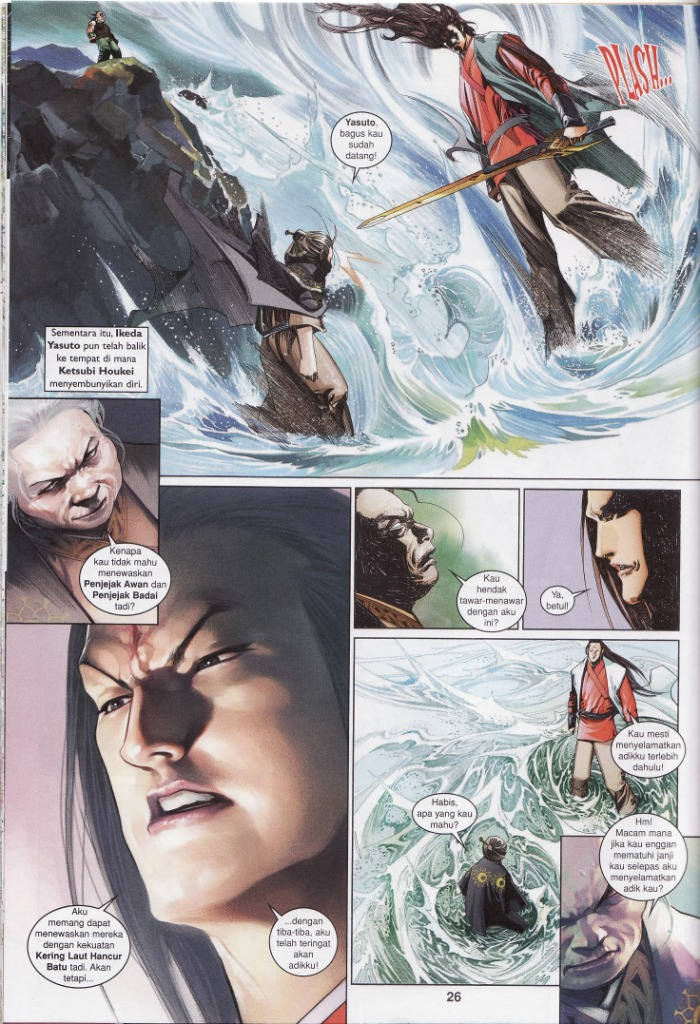 PLASH...
Yasuto,
bagus kau
sudah
datang!
Sementara itu, Ikeda
Yasuto pun telah balik
ke tempat di mana
Ketsubi Houkei
menyembunyikan diri.
Kenapa
kau tidak mahu
menewaskan
Penjejak Awan dan
Penjejak Badai
tadi?
Aku
memang dapat
menewaskan mereka
dengan kekuatan
Kering Laut Hancur
Batu tadi. Akan
tetapi...
...dengan
tiba-tiba, aku
telah teringat
akan
adikku!
Kau
hendak
tawar-menawar
dengan aku
ini?
Ya,
betul!
Kau mesti
menyelamatkan
adikku terlebih
dahulu!
Habis,
apa yang kau
mahu?
Hm!
Macam mana
jika kau enggan
mematuhi janji
kau selepas aku
menyelamatkan
adik kau?
26